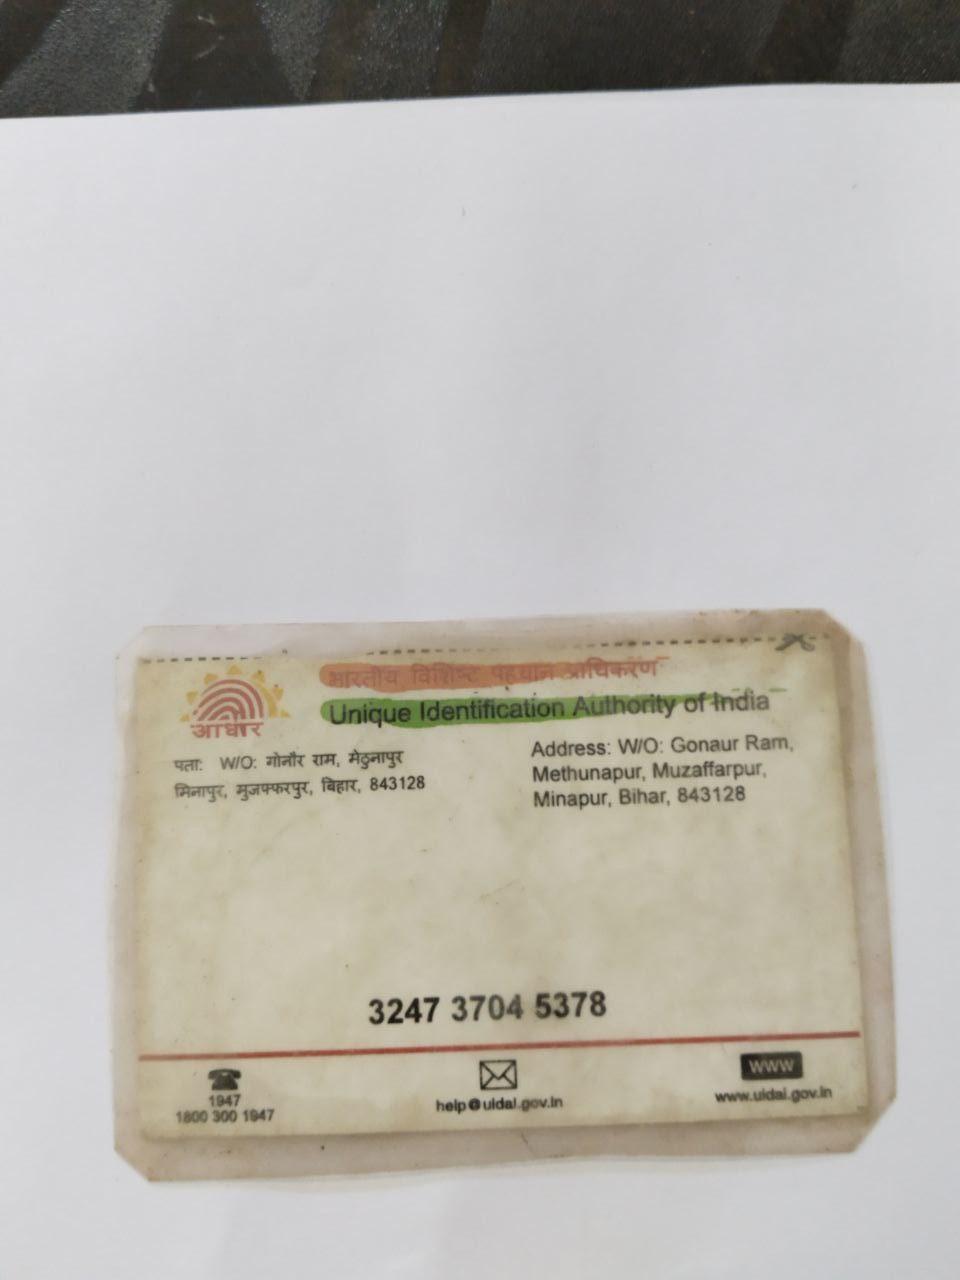 भारतीय विशिष्ट पहचान प्राधिकरण
Unique Identification Authority of India
आधार
पता: W/O: गोनौर राम, मेठुनापुर
मिनापुर, मुजफ्फरपुर, बिहार, 843128
Address: W/O: Gonaur Ram,
Methunapur, Muzaffarpur,
Minapur, Bihar, 843128
3247 3704 5378
1947
1800 300 1947
help@uidai.gov.in
www
www.uidai.gov.in